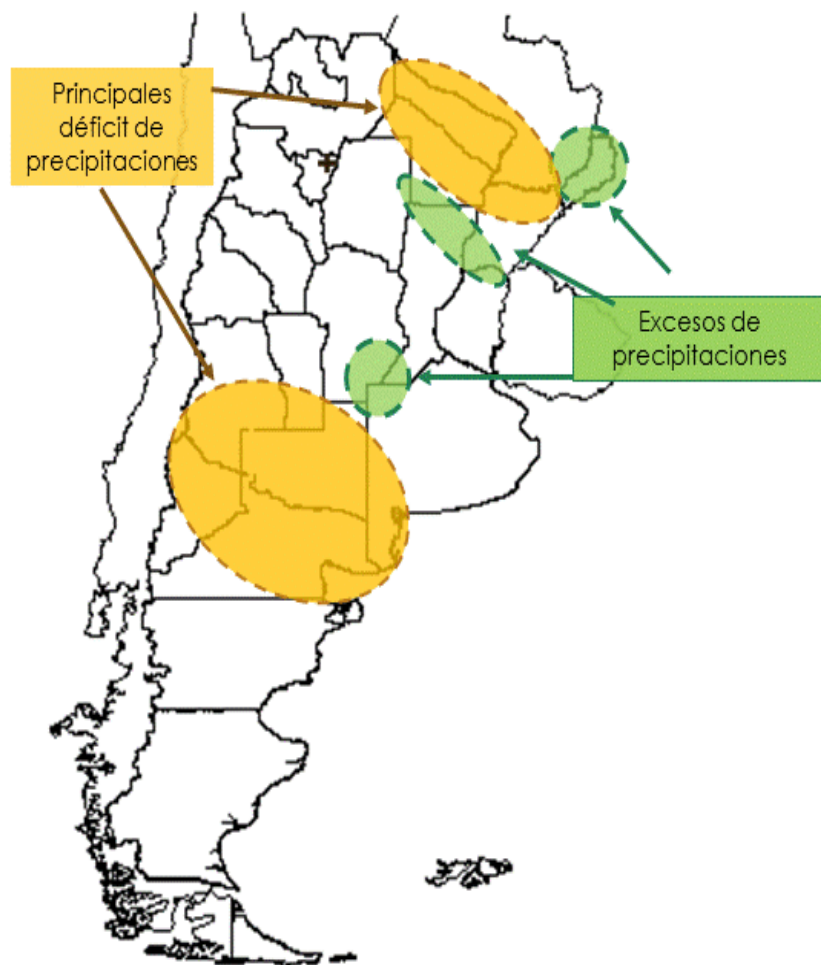 Principales
déficit de
precipitaciones
Excesos de
precipitaciones